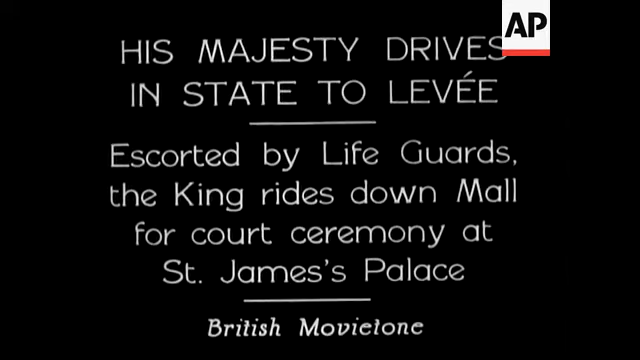 AP
HIS MAJESTY DRIVES
IN STATE TO LEVÉE
Escorted by Life Guards,
the King rides down Mall
for court ceremony at
St. James's Palace
British Movietone